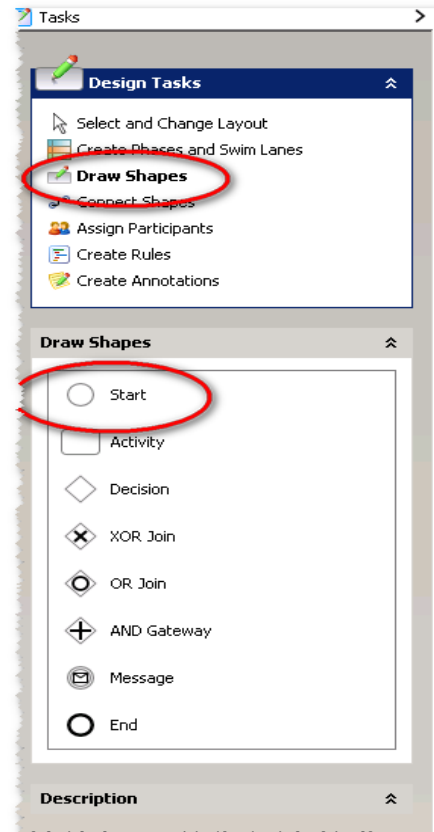 Tasks
Design Tasks
Select and Change Layout
Create Phases and Swim Lanes
Draw Shapes
Connect Shapes
Assign Participants
Create Rules
Create Annotations
Draw Shapes
Start
Activity
Decision
XOR Join
OR Join
AND Gateway
Message
End
Description